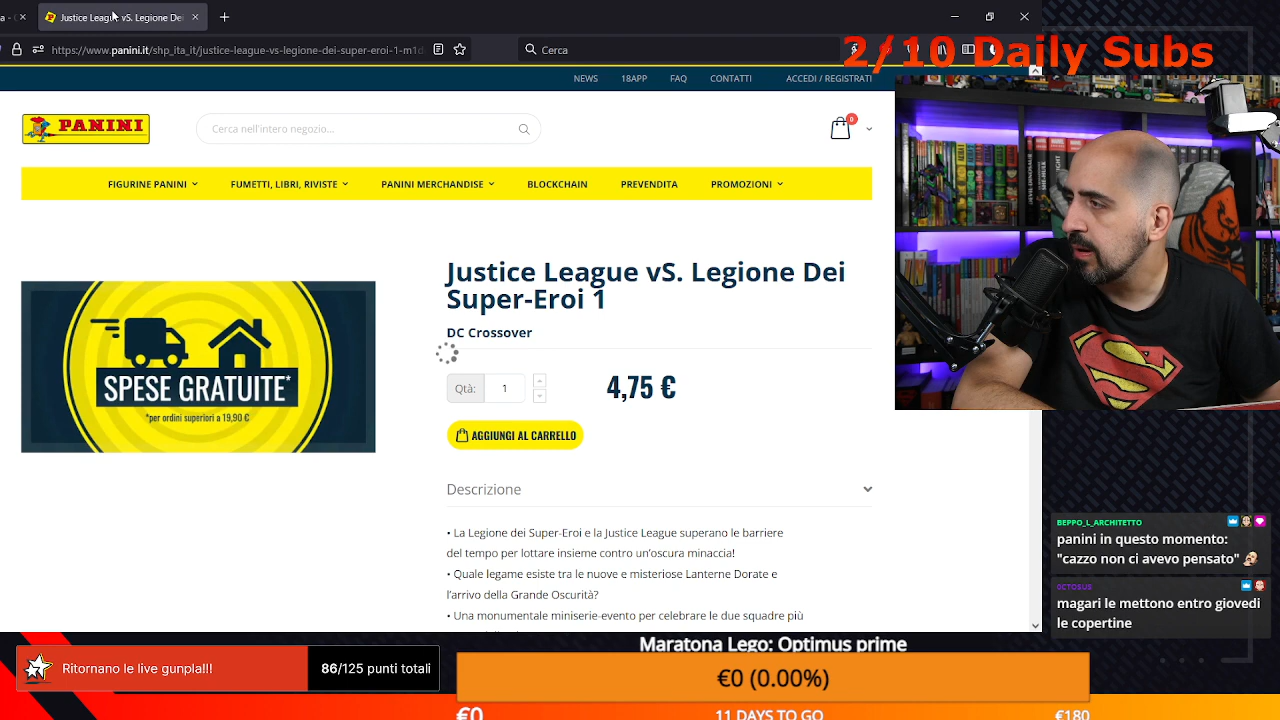 a -
Justice League vS. Legione Dei
https://www.panini.it/shp_ita_it/justice-league-vs-legione-dei-super-eroi-1-m1d
Cerca
2/10 Daily Subs
NEWS 18APP FAQ CONTATTI ACCEDI / REGISTRATI
PANINI
Cerca nell'intero negozio...
0
FIGURINE PANINI FUMETTI, LIBRI, RIVISTE PANINI MERCHANDISE BLOCKCHAIN PREVENDITA PROMOZIONI
SPESE GRATUITE*
*per ordini superiori a 19,90 €
Justice League vS. Legione Dei
Super-Eroi 1
DC Crossover
Qtà: 1
4,75 €
AGGIUNGI AL CARRELLO
Descrizione
• La Legione dei Super-Eroi e la Justice League superano le barriere
del tempo per lottare insieme contro un'oscura minaccia!
• Quale legame esiste tra le nuove e misteriose Lanterne Dorate e
l'arrivo della Grande Oscurità?
• Una monumentale miniserie-evento per celebrare le due squadre più
BEPPO_L_ARCHITETTO
panini in questo momento:
"cazzo non ci avevo pensato"
0CTOSUS
magari le mettono entro giovedi
le copertine
Ritornano le live gunpla!!!
86/125 punti totali
Maratona Lego: Optimus prime
€0 (0.00%)
€0
11 DAYS TO GO
€180